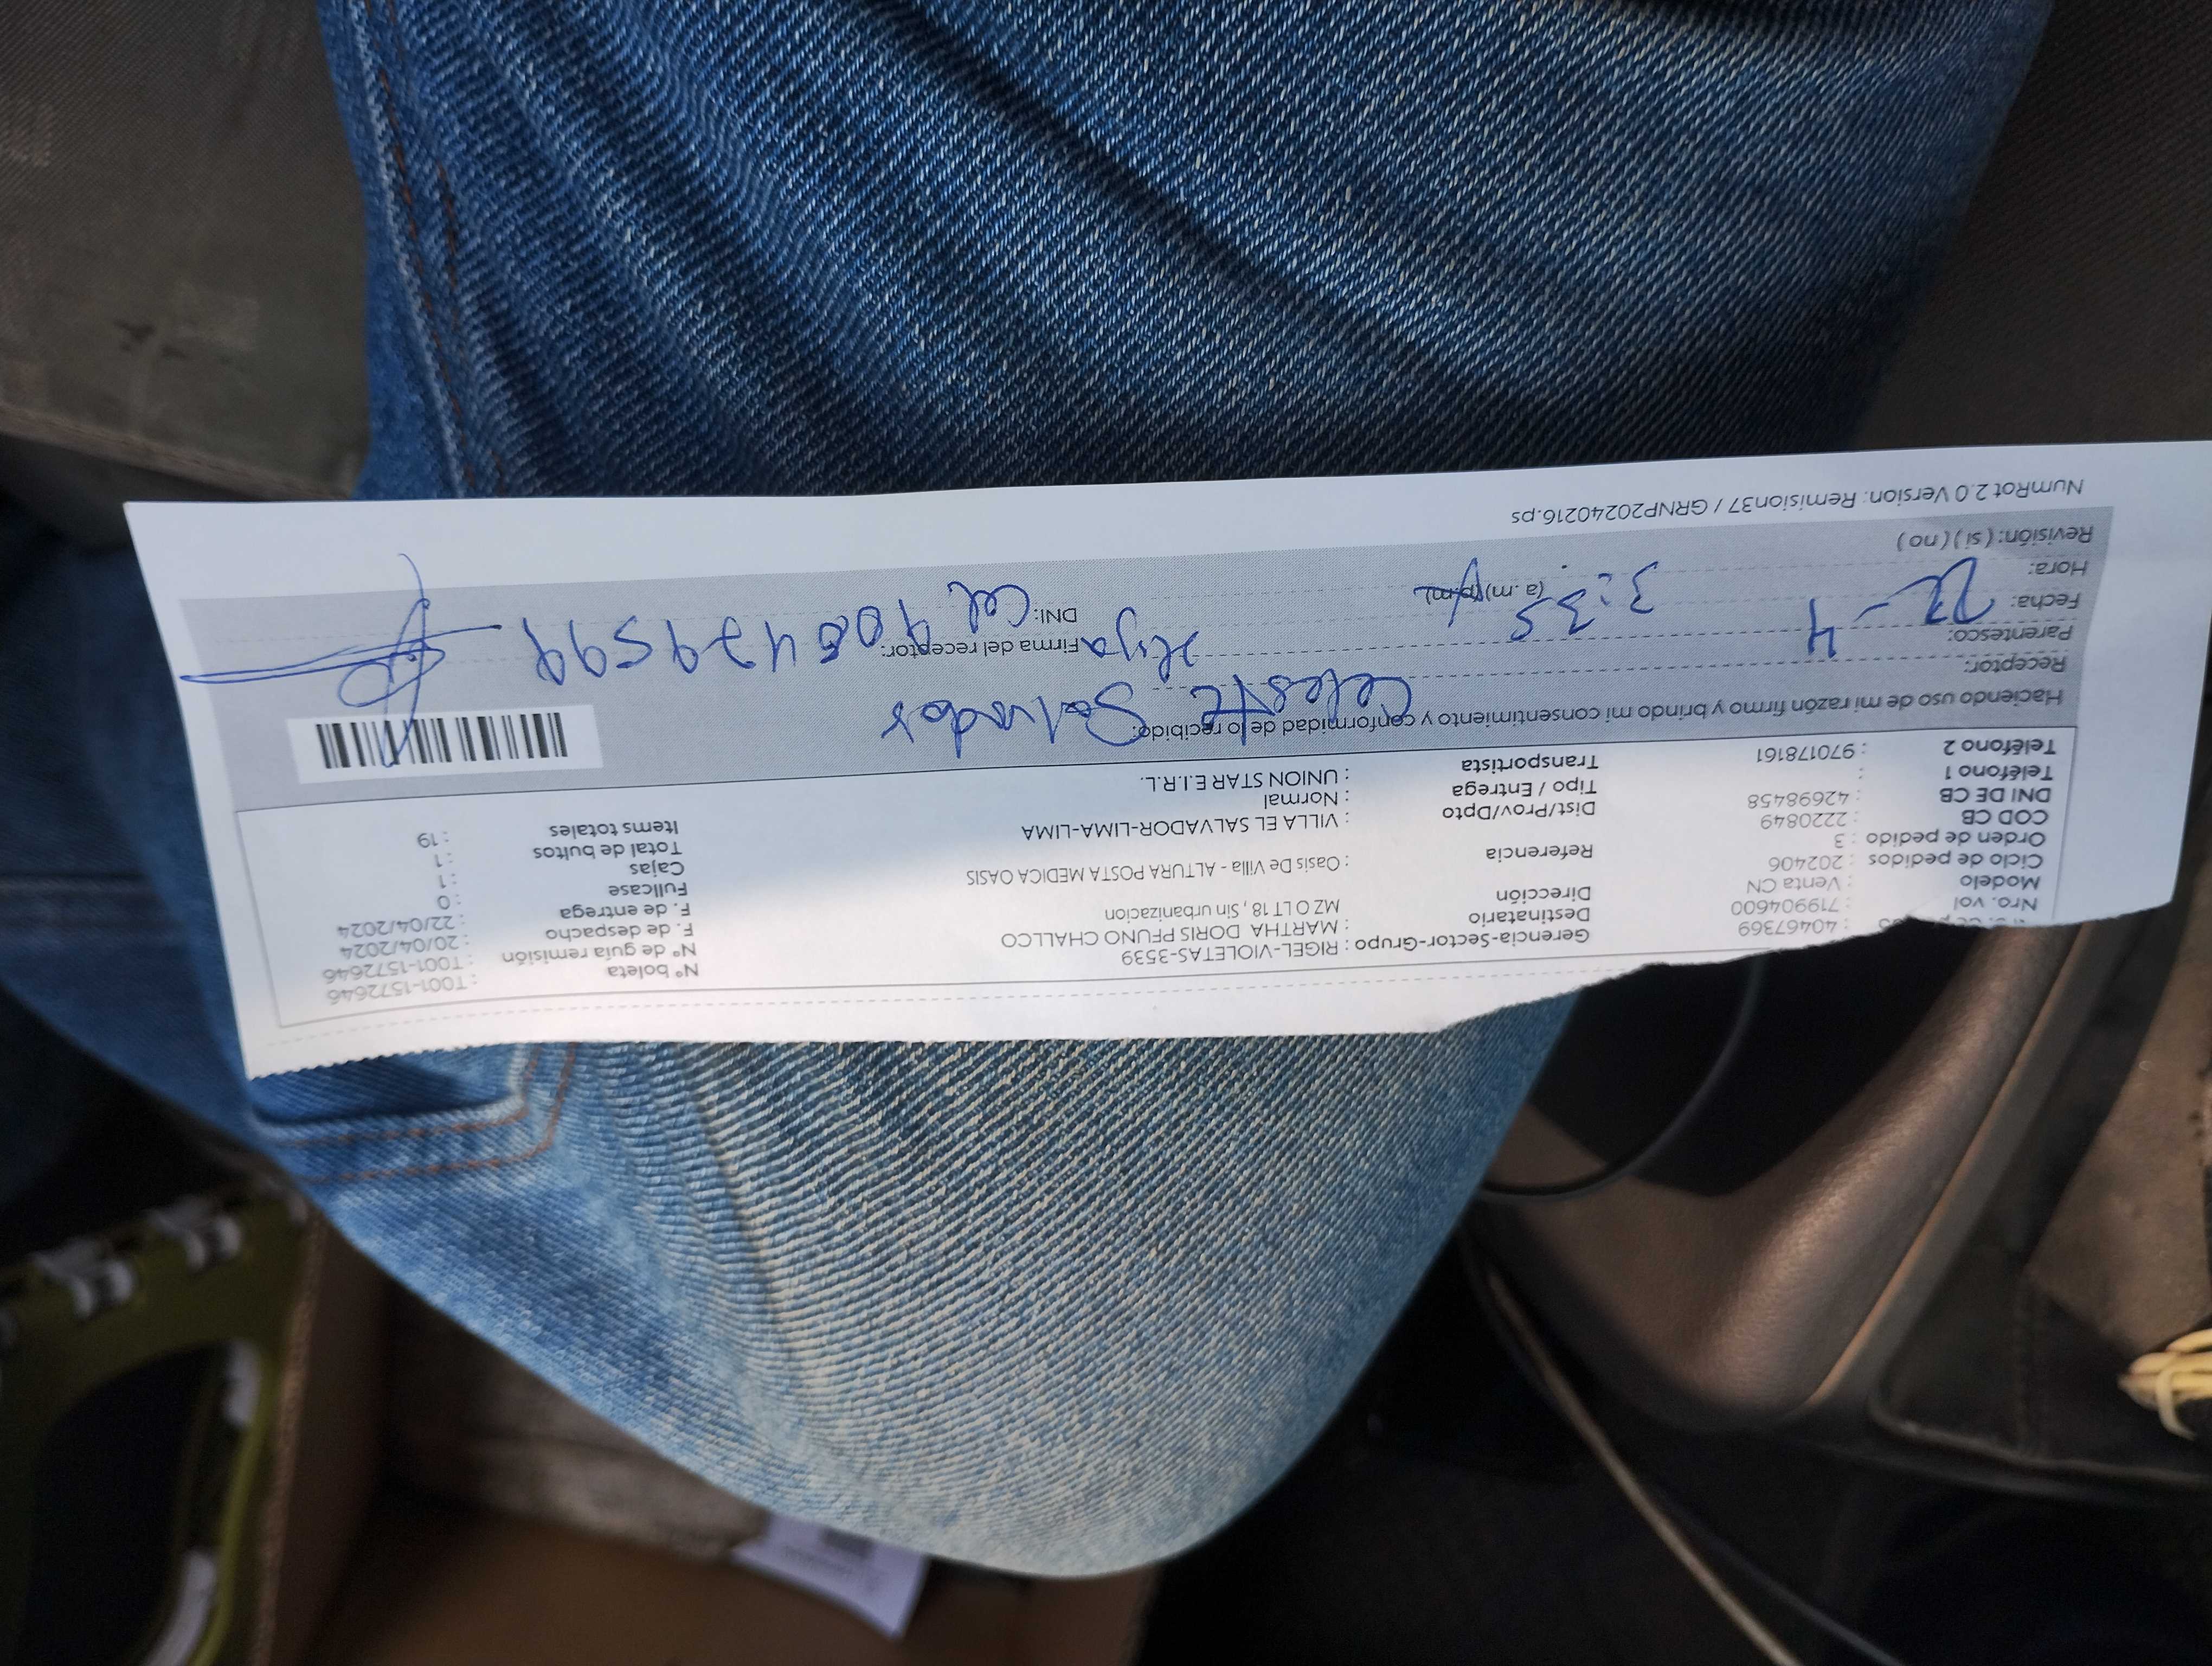 : 40467369
Nro. vol : 719904600
Modelo : Venta CN
Ciclo de pedidos : 202406
Orden de pedido : 3
COD CB : 2220849
DNI DE CB : 42698458
Teléfono 1 :
Teléfono 2 : 970178161
Gerencia-Sector-Grupo : RIGEL-VIOLETAS-3539
Destinatario : MARTHA DORIS PFUNO CHALLCO
Dirección MZ O LT 18 , Sin urbanizacion
Referencia : Oasis De Villa - ALTURA POSTA MEDICA OASIS
Dist/Prov/Dpto : VILLA EL SALVADOR-LIMA-LIMA
Tipo / Entrega : Normal
Transportista : UNION STAR E.I.R.L.
N° boleta : T001-1572646
N° de guía remisión : T001-1572646
F. de despacho : 20/04/2024
F. de entrega : 22/04/2024
Fullcase : 0
Cajas : 1
Total de bultos : 1
Items totales : 19
Haciendo uso de mi razón firmo y brindo mi consentimiento y conformidad de lo recibido:
Receptor: Celeste Salvador
Parentesco: Hija
Fecha: 22-4
Hora: 3:35 (a.m)(p.m)
Revisión: ( si ) ( no )
Firma del receptor:
DNI: Cel
NumRot 2.0 Version: Remision37 / GRNP20240216.ps